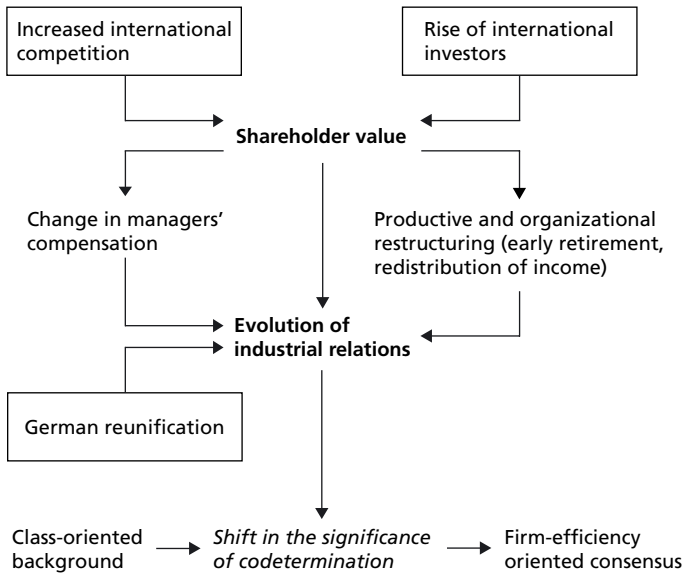 Increased international
competition
Rise of international
investors
Shareholder value
Change in managers'
compensation
Productive and organizational
restructuring (early retirement,
redistribution of income)
Evolution of
industrial relations
German reunification
Class-oriented
background
Shift in the significance
of codetermination
Firm-efficiency
oriented consensus